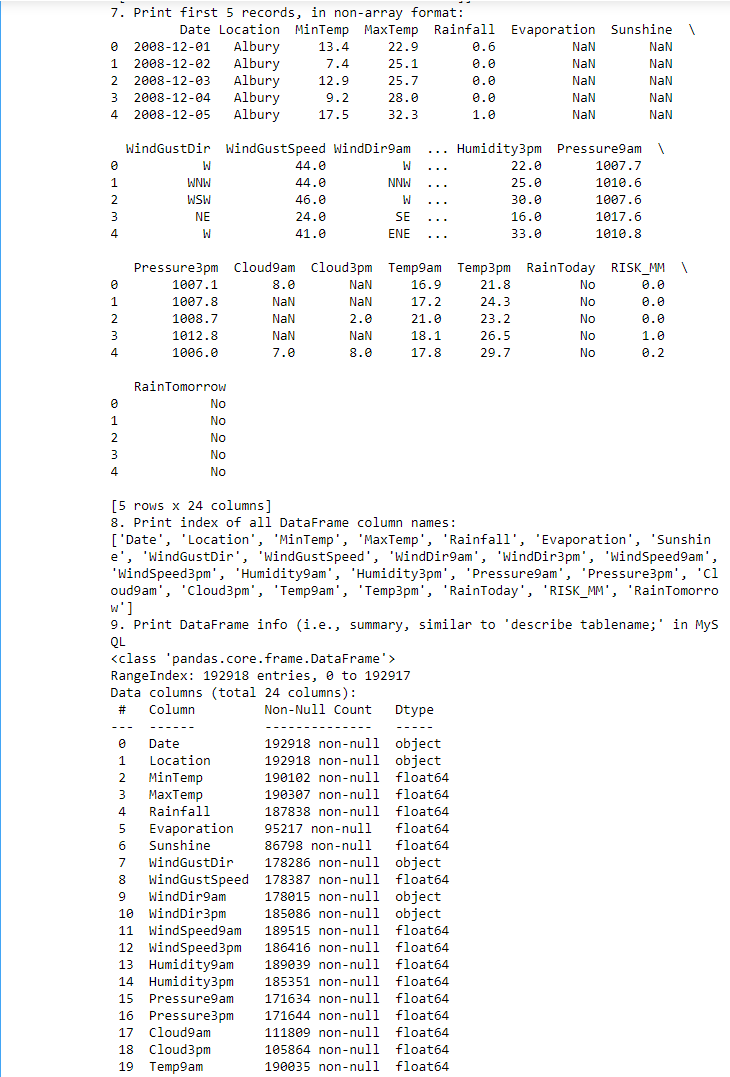 7. Print first 5 records, in non-array format:
         Date Location  MinTemp  MaxTemp  Rainfall  Evaporation  Sunshine  \
0  2008-12-01   Albury     13.4     22.9       0.6          NaN       NaN
1  2008-12-02   Albury      7.4     25.1       0.0          NaN       NaN
2  2008-12-03   Albury     12.9     25.7       0.0          NaN       NaN
3  2008-12-04   Albury      9.2     28.0       0.0          NaN       NaN
4  2008-12-05   Albury     17.5     32.3       1.0          NaN       NaN
  WindGustDir  WindGustSpeed WindDir9am  ... Humidity3pm  Pressure9am  \
0           W           44.0          W  ...        22.0       1007.7
1         WNW           44.0        NNW  ...        25.0       1010.6
2         WSW           46.0          W  ...        30.0       1007.6
3          NE           24.0         SE  ...        16.0       1017.6
4           W           41.0        ENE  ...        33.0       1010.8
   Pressure3pm  Cloud9am  Cloud3pm  Temp9am  Temp3pm  RainToday  RISK_MM  \
0       1007.1       8.0       NaN     16.9     21.8         No      0.0
1       1007.8       NaN       NaN     17.2     24.3         No      0.0
2       1008.7       NaN       2.0     21.0     23.2         No      0.0
3       1012.8       NaN       NaN     18.1     26.5         No      1.0
4       1006.0       7.0       8.0     17.8     29.7         No      0.2
   RainTomorrow
0            No
1            No
2            No
3            No
4            No
[5 rows x 24 columns]
8. Print index of all DataFrame column names:
['Date', 'Location', 'MinTemp', 'MaxTemp', 'Rainfall', 'Evaporation', 'Sunshin
e', 'WindGustDir', 'WindGustSpeed', 'WindDir9am', 'WindDir3pm', 'WindSpeed9am',
'WindSpeed3pm', 'Humidity9am', 'Humidity3pm', 'Pressure9am', 'Pressure3pm', 'Cl
oud9am', 'Cloud3pm', 'Temp9am', 'Temp3pm', 'RainToday', 'RISK_MM', 'RainTomorro
w']
9. Print DataFrame info (i.e., summary, similar to 'describe tablename;' in MyS
QL
<class 'pandas.core.frame.DataFrame'>
RangeIndex: 192918 entries, 0 to 192917
Data columns (total 24 columns):
 #   Column         Non-Null Count   Dtype
---  ------         --------------   -----
 0   Date           192918 non-null  object
 1   Location       192918 non-null  object
 2   MinTemp        190102 non-null  float64
 3   MaxTemp        190307 non-null  float64
 4   Rainfall       187838 non-null  float64
 5   Evaporation    95217 non-null   float64
 6   Sunshine       86798 non-null   float64
 7   WindGustDir    178286 non-null  object
 8   WindGustSpeed  178387 non-null  float64
 9   WindDir9am     178015 non-null  object
 10  WindDir3pm     185086 non-null  object
 11  WindSpeed9am   189515 non-null  float64
 12  WindSpeed3pm   186416 non-null  float64
 13  Humidity9am    189039 non-null  float64
 14  Humidity3pm    185351 non-null  float64
 15  Pressure9am    171634 non-null  float64
 16  Pressure3pm    171644 non-null  float64
 17  Cloud9am       111809 non-null  float64
 18  Cloud3pm       105864 non-null  float64
 19  Temp9am        190035 non-null  float64